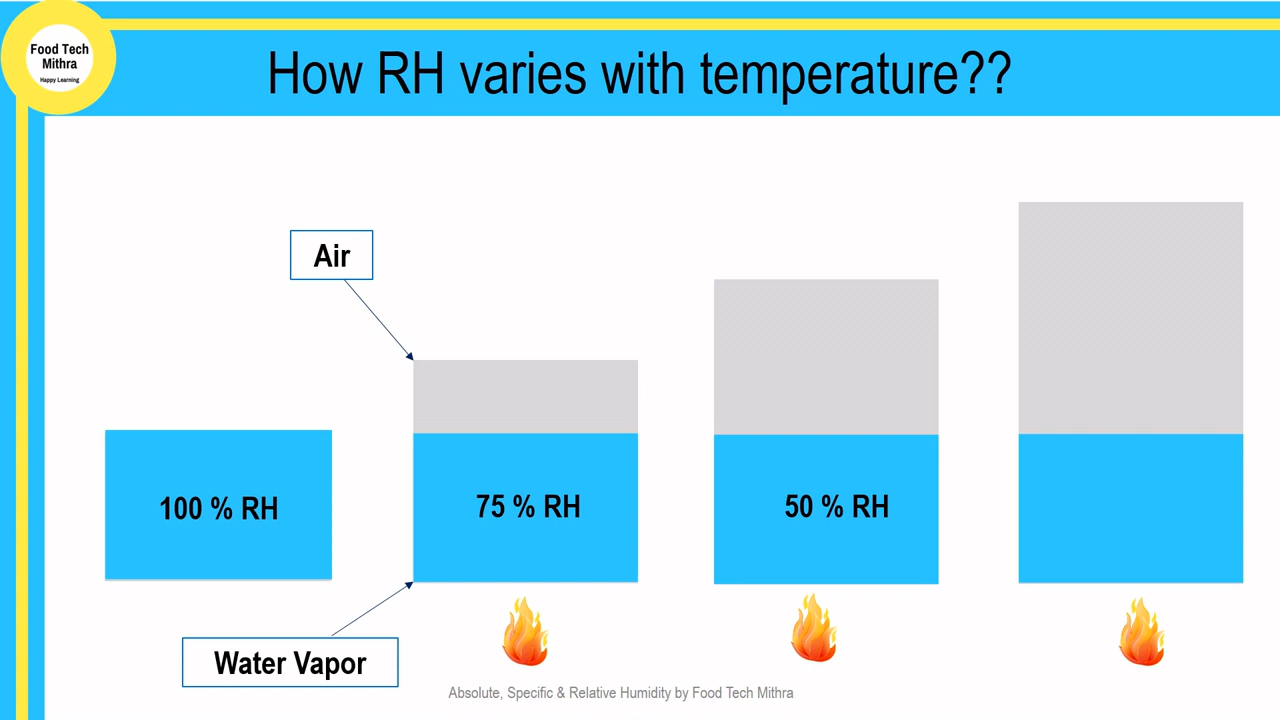 Food Tech
Mithra
Happy Learning
How RH varies with temperature??
Air
100 % RH
75 % RH
50 % RH
Water Vapor
Absolute, Specific & Relative Humidity by Food Tech Mithra